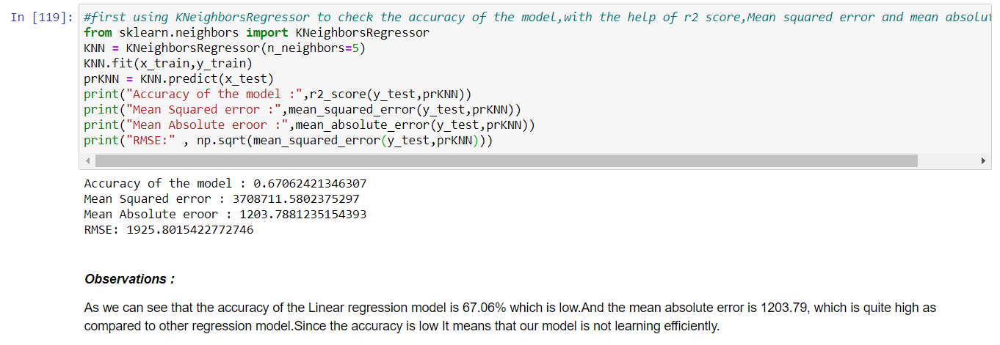 In [119]: #first using KNeighborsRegressor to check the accuracy of the model,with the help of r2 score,Mean squared error and mean absolut
from sklearn.neighbors import KNeighborsRegressor
KNN = KNeighborsRegressor(n_neighbors=5)
KNN.fit(x_train,y_train)
prKNN = KNN.predict(x_test)
print("Accuracy of the model :",r2_score(y_test,prKNN))
print("Mean Squared error :",mean_squared_error(y_test,prKNN))
print("Mean Absolute eroor :",mean_absolute_error(y_test,prKNN))
print("RMSE:" , np.sqrt(mean_squared_error(y_test,prKNN)))
Accuracy of the model : 0.67062421346307
Mean Squared error : 3708711.5802375297
Mean Absolute eroor : 1203.7881235154393
RMSE: 1925.8015422772746
Observations :
As we can see that the accuracy of the Linear regression model is 67.06% which is low.And the mean absolute error is 1203.79, which is quite high as
compared to other regression model.Since the accuracy is low It means that our model is not learning efficiently.